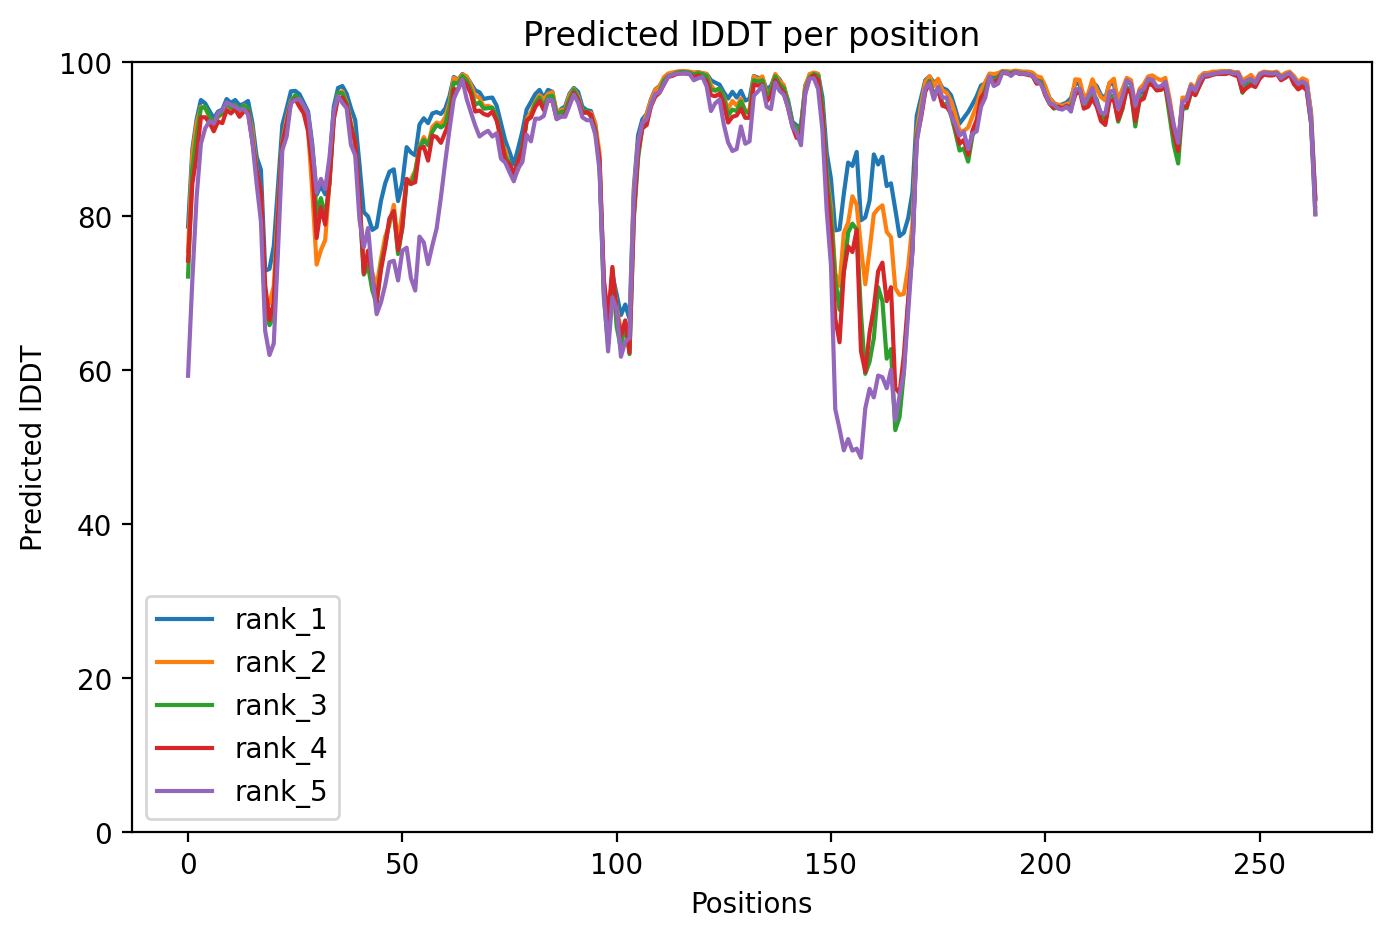 Predicted lDDT per position
100
80
60
40
20
0
Predicted lDDT
rank_1
rank_2
rank_3
rank_4
rank_5
0 50 100 150 200 250
Positions